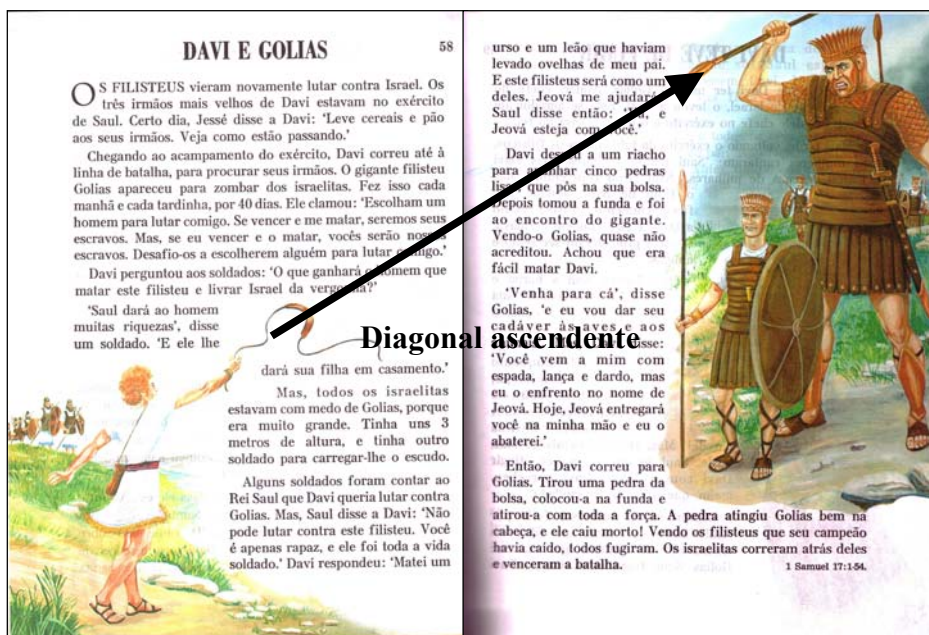 DAVI E GOLIAS
58
OS FILISTEUS vieram novamente lutar contra Israel. Os
três irmãos mais velhos de Davi estavam no exército
de Saul. Certo dia, Jessé disse a Davi: ‘Leve cereais e pão
aos seus irmãos. Veja como estão passando.’
Chegando ao acampamento do exército, Davi correu até à
linha de batalha, para procurar seus irmãos. O gigante filisteu
Golias apareceu para zombar dos israelitas. Fez isso cada
manhã e cada tardinha, por 40 dias. Ele clamou: ‘Escolham um
homem para lutar comigo. Se vencer e me matar, seremos seus
escravos. Mas, se eu vencer e o matar, vocês serão nossos
escravos. Desafio-os a escolherem alguém para lutar comigo.’
Davi perguntou aos soldados: ‘O que ganhará o homem que
matar este filisteu e livrar Israel da vergonha?’
‘Saul dará ao homem
muitas riquezas’, disse
um soldado. ‘E ele lhe
dará sua filha em casamento.’
Mas, todos os israelitas
estavam com medo de Golias, porque
era muito grande. Tinha uns 3
metros de altura, e tinha outro
soldado para carregar-lhe o escudo.
Alguns soldados foram contar ao
Rei Saul que Davi queria lutar contra
Golias. Mas, Saul disse a Davi: ‘Não
pode lutar contra este filisteu. Você
é apenas rapaz, e ele foi toda a vida
soldado.’ Davi respondeu: ‘Matei um
urso e um leão que haviam
levado ovelhas de meu pai.
E este filisteus será como um
deles. Jeová me ajudará.’
Saul disse então: ‘Vá, e
Jeová esteja com você.’
Davi desceu a um riacho
para apanhar cinco pedras
lisas, que pôs na sua bolsa.
Depois tomou a funda e foi
ao encontro do gigante.
Vendo-o Golias, quase não
acreditou. Achou que era
fácil matar Davi.
‘Venha para cá’, disse
Golias, ‘e eu vou dar seu
cadáver às aves e aos
disse:
‘Você vem a mim com
espada, lança e dardo, mas
eu o enfrento no nome de
Jeová. Hoje, Jeová entregará
você na minha mão e eu o
abaterei.’
Então, Davi correu para
Golias. Tirou uma pedra da
bolsa, colocou-a na funda e
atirou-a com toda a força. A pedra atingiu Golias bem na
cabeça, e ele caiu morto! Vendo os filisteus que seu campeão
havia caído, todos fugiram. Os israelitas correram atrás deles
e venceram a batalha.
1 Samuel 17:1-54.
Diagonal ascendente